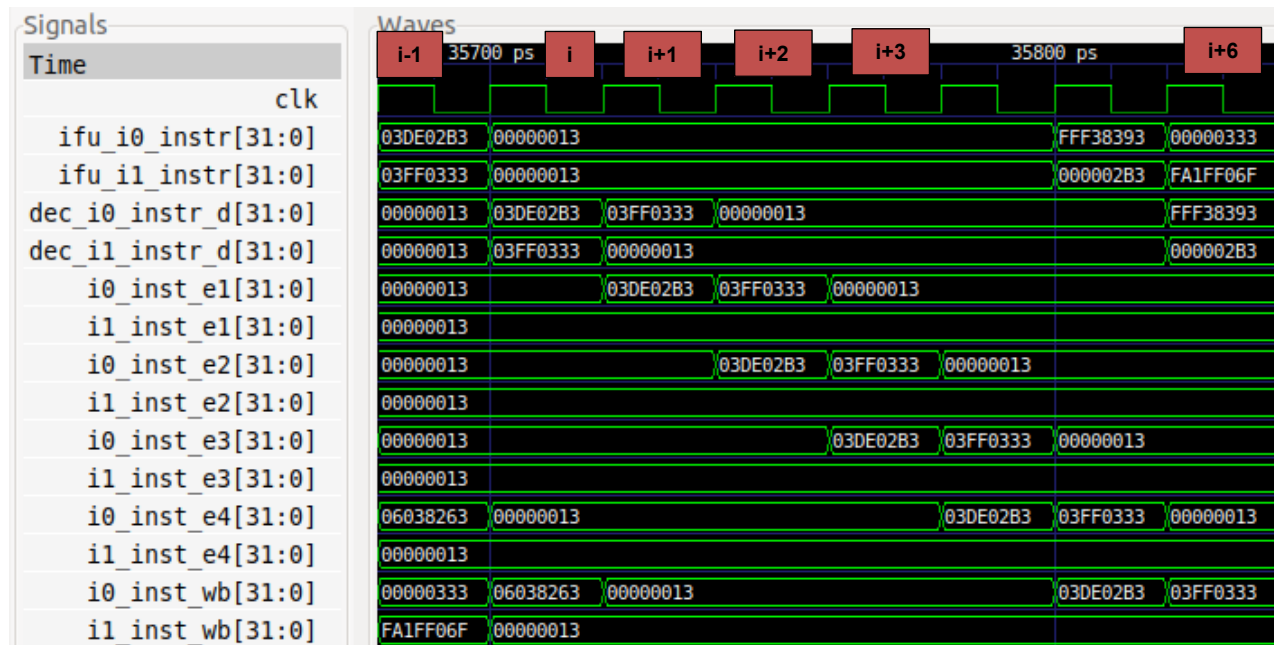 Signals
Waves
i-1 35700 ps i i+1 i+2 i+3 35800 ps i+6
Time
clk
ifu_i0_instr[31:0] 03DE02B3 00000013 FFF38393 00000333
ifu_i1_instr[31:0] 03FF0333 00000013 000002B3 FA1FF06F
dec_i0_instr_d[31:0] 00000013 03DE02B3 03FF0333 00000013 FFF38393
dec_i1_instr_d[31:0] 00000013 03FF0333 00000013 000002B3
i0_inst_e1[31:0] 00000013 03DE02B3 03FF0333 00000013
i1_inst_e1[31:0] 00000013
i0_inst_e2[31:0] 00000013 03DE02B3 03FF0333 00000013
i1_inst_e2[31:0] 00000013
i0_inst_e3[31:0] 00000013 03DE02B3 03FF0333 00000013
i1_inst_e3[31:0] 00000013
i0_inst_e4[31:0] 06038263 00000013 03DE02B3 03FF0333 00000013
i1_inst_e4[31:0] 00000013
i0_inst_wb[31:0] 00000333 06038263 00000013 03DE02B3 03FF0333
i1_inst_wb[31:0] FA1FF06F 00000013